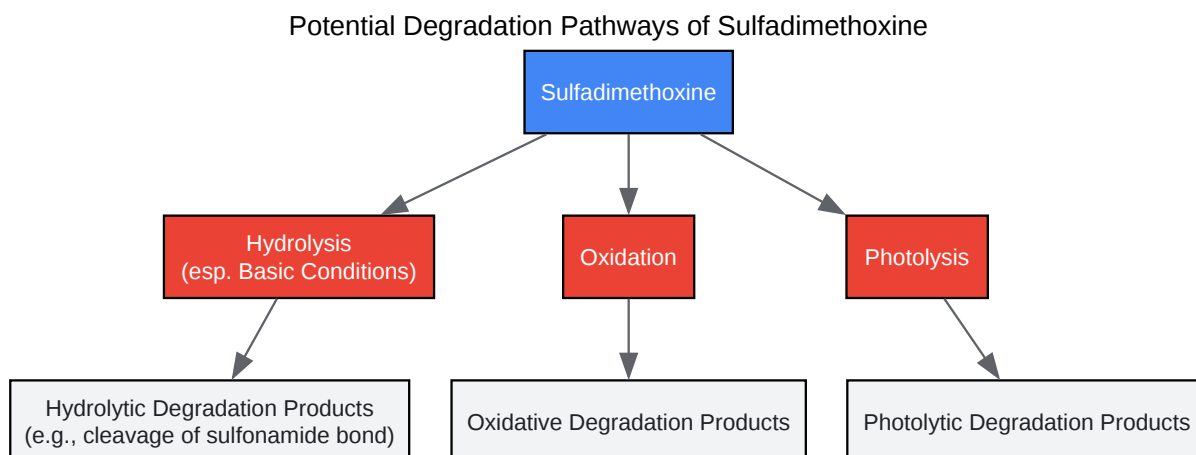 Potential Degradation Pathways of Sulfadimethoxine
Sulfadimethoxine
Hydrolysis
(esp. Basic Conditions)
Oxidation
Photolysis
Hydrolytic Degradation Products
(e.g., cleavage of sulfonamide bond)
Oxidative Degradation Products
Photolytic Degradation Products